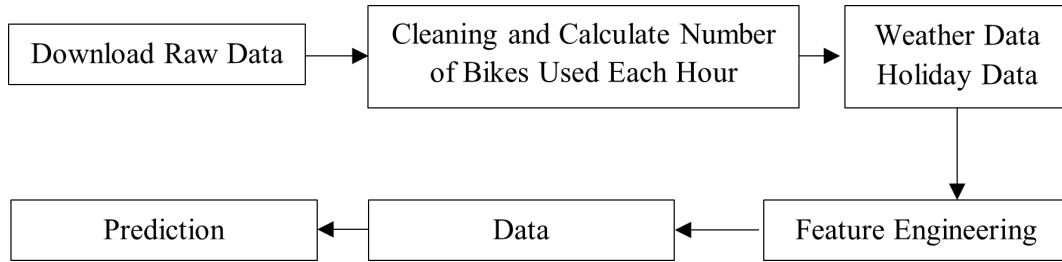 Download Raw Data
Cleaning and Calculate Number
of Bikes Used Each Hour
Weather Data
Holiday Data
Feature Engineering
Data
Prediction